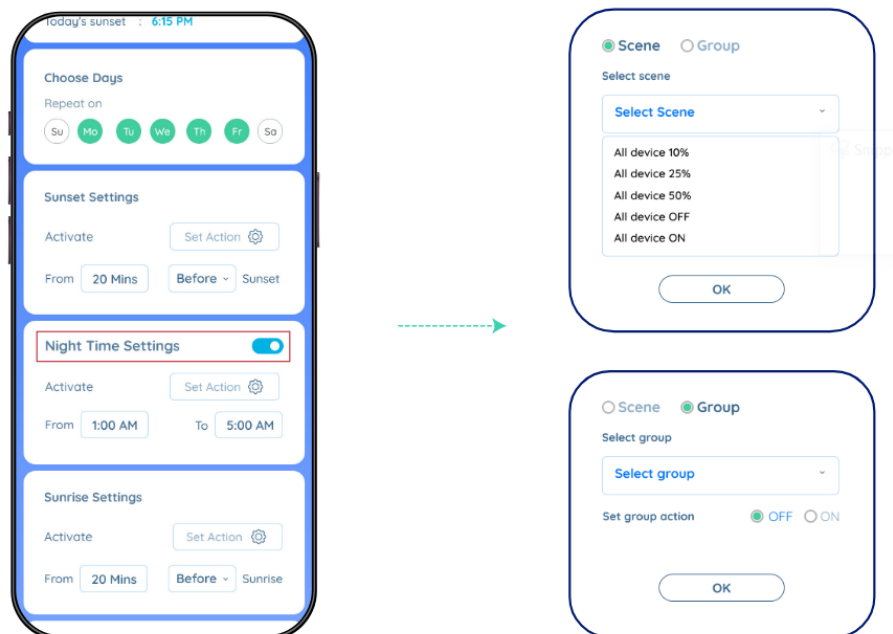 Today's sunset : 6:15 PM
Choose Days
Repeat on
Su Mo Tu We Th Fr Sa
Sunset Settings
Activate Set Action
From 20 Mins Before Sunset
Night Time Settings
Activate Set Action
From 1:00 AM To 5:00 AM
Sunrise Settings
Activate Set Action
From 20 Mins Before Sunrise
Scene Group
Select scene
Select Scene
All device 10%
All device 25%
All device 50%
All device OFF
All device ON
OK
Scene Group
Select group
Select group
Set group action OFF ON
OK